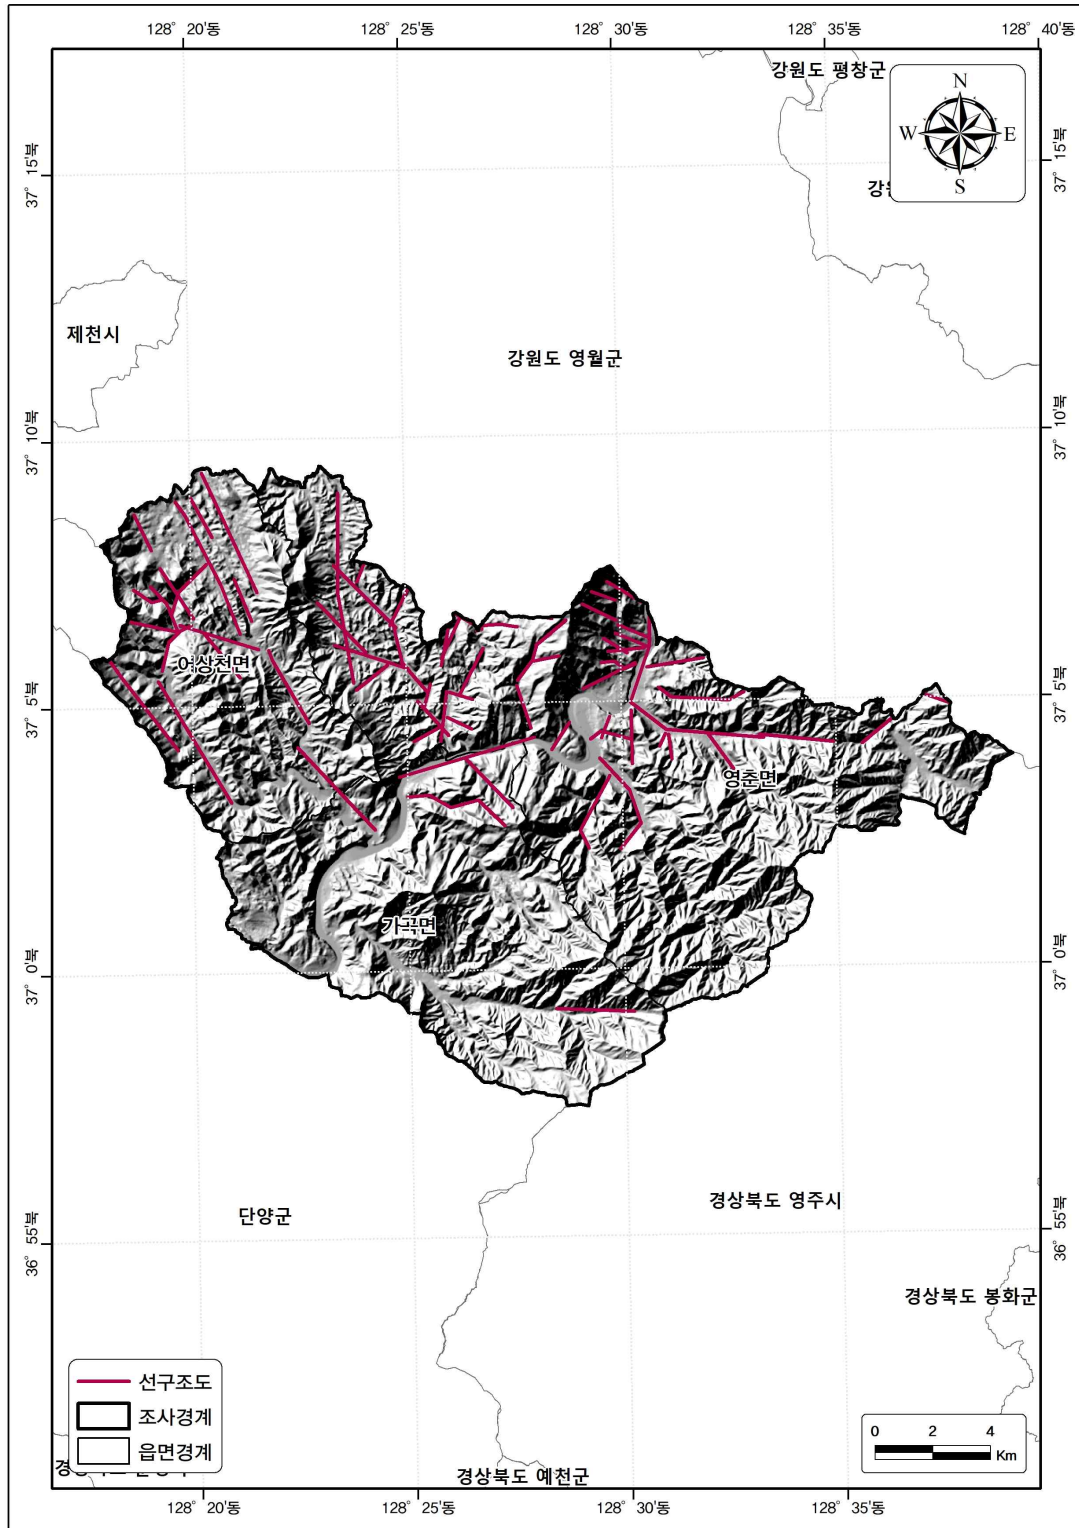 128° 20'동
128° 25'동
128° 30'동
128° 35'동
128° 40'동
강원도 평창군
N
W
E
S
강원
37° 15'북
37° 15'북
제천시
강원도 영월군
37° 10'북
37° 10'북
어상천면
37° 5'북
37° 5'북
영춘면
가곡면
37° 0'북
37° 0'북
단양군
경상북도 영주시
36° 55'북
36° 55'북
경상북도 봉화군
선구조도
조사경계
읍면경계
0
2
4
Km
경상북도 예천군
128° 20'동
128° 25'동
128° 30'동
128° 35'동